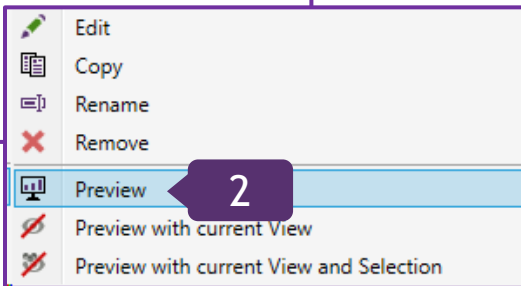 Edit
Copy
Rename
Remove
Preview 2
Preview with current View
Preview with current View and Selection